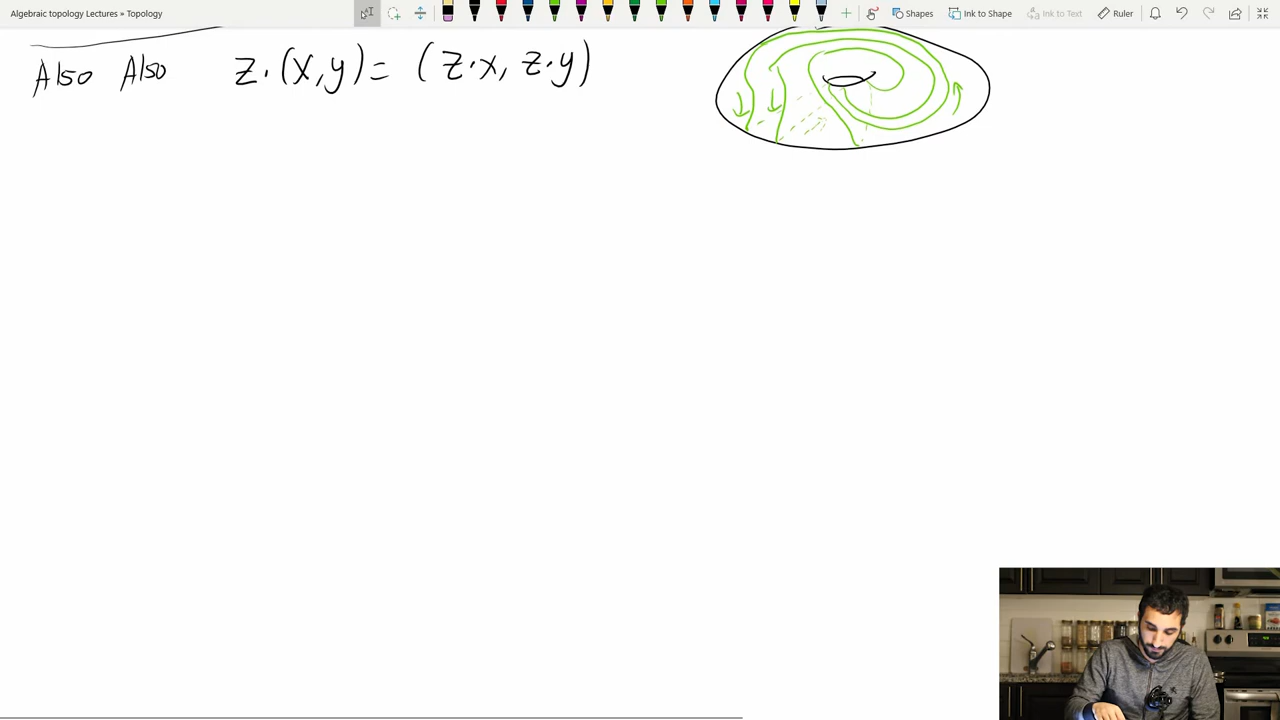 Algebraic topology Lectures: Topology
Shapes Ink to Shape Ink to Text Ruler
Also Also z·(x,y) = (z·x, z·y)